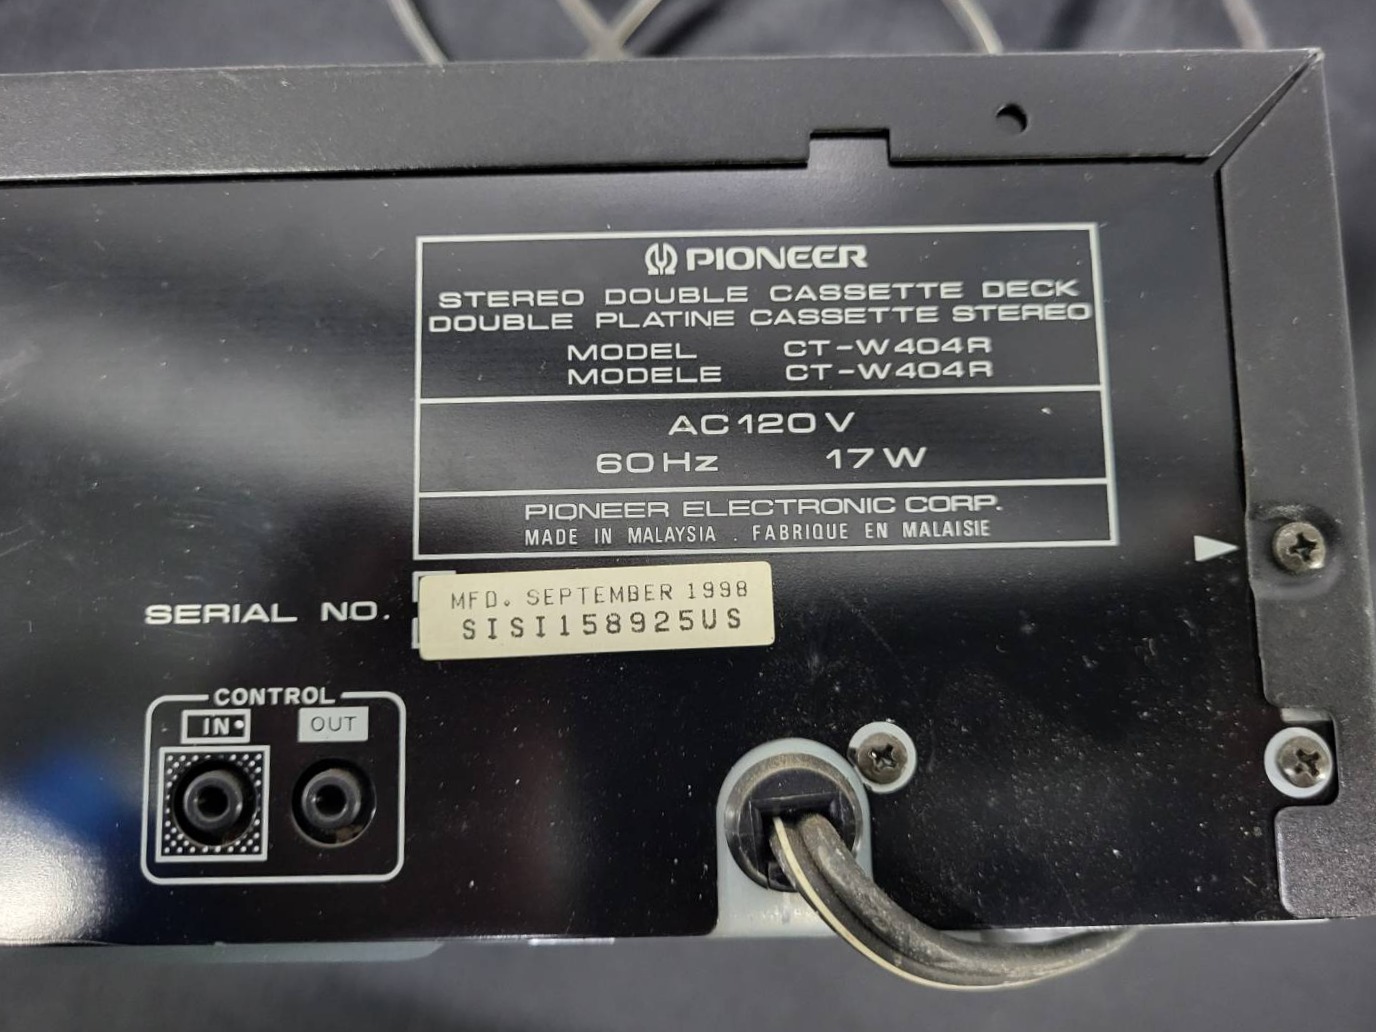 PIONEER
STEREO DOUBLE CASSETTE DECK
DOUBLE PLATINE CASSETTE STEREO
MODEL CT-W404R
MODELE CT-W404R
AC 120 V
60 Hz 17 W
PIONEER ELECTRONIC CORP.
MADE IN MALAYSIA . FABRIQUE EN MALAISIE
SERIAL NO.
MFD. SEPTEMBER 1998
SISI158925US
CONTROL
IN OUT